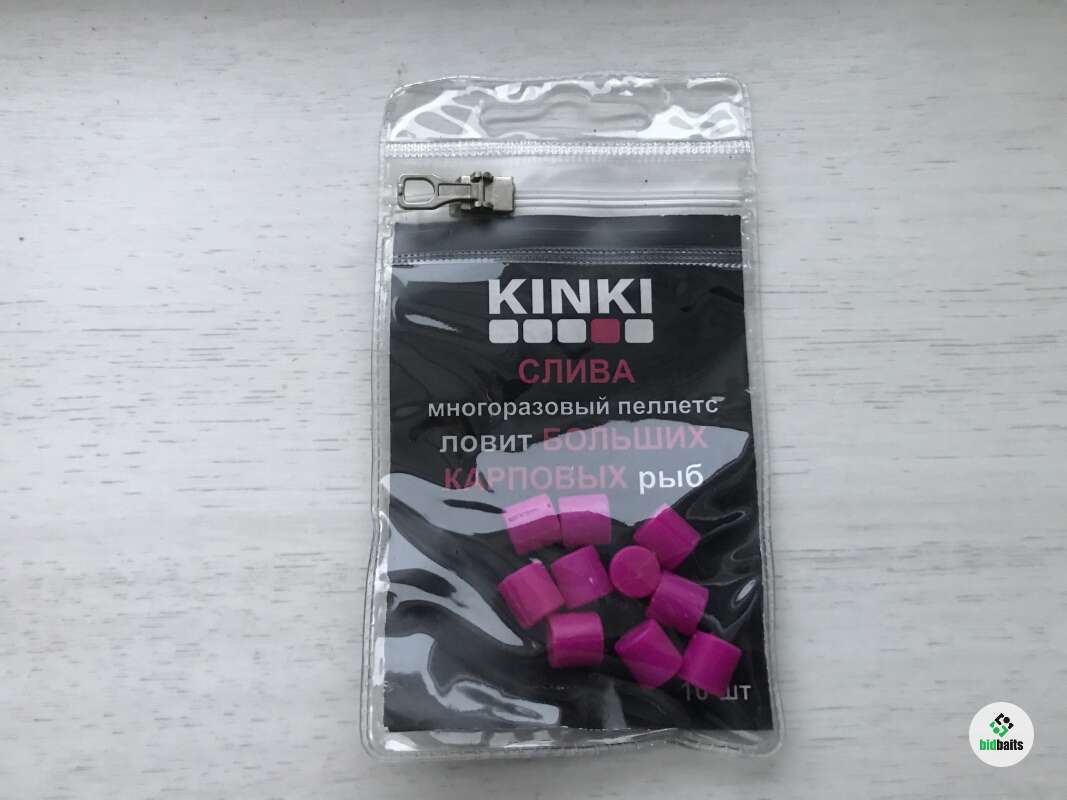 KINKI
СЛИВА
многоразовый пеллетс
ловит БОЛЬШИХ
КАРПОВЫХ рыб
10 шт
bidbaits